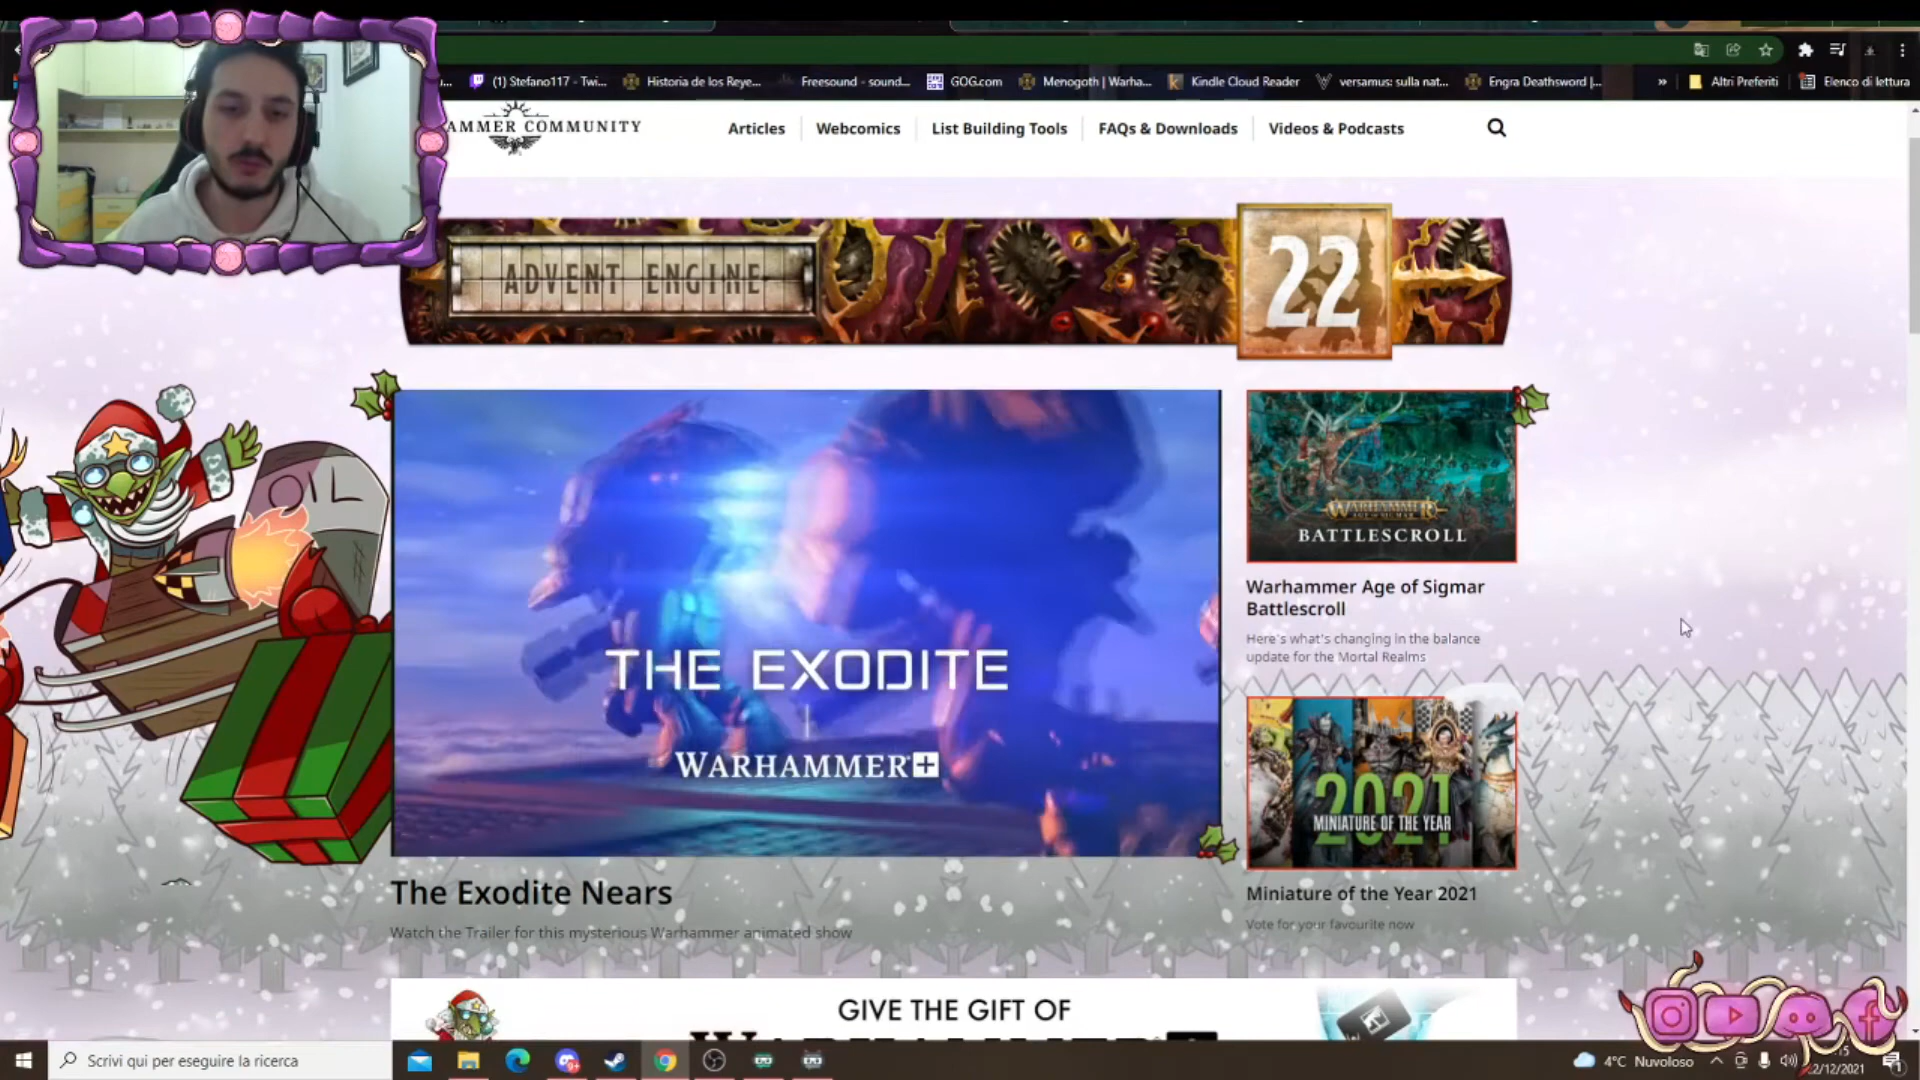 (1) Stefano117 - Twi... Historia de los Reye... Freesound - sound... GOG.com Menogoth | Warha... Kindle Cloud Reader versamus: sulla nat... Engra Deathsword |... » Altri Preferiti Elenco di lettura
AMMER COMMUNITY Articles Webcomics List Building Tools FAQs & Downloads Videos & Podcasts
ADVENT ENGINE 22
OIL
WARHAMMER
BATTLESCROLL
THE EXODITE
WARHAMMER+
Warhammer Age of Sigmar
Battlescroll
Here's what's changing in the balance
update for the Mortal Realms
2021
MINIATURE OF THE YEAR
The Exodite Nears
Watch the Trailer for this mysterious Warhammer animated show
Miniature of the Year 2021
Vote for your favourite now
GIVE THE GIFT OF
Scrivi qui per eseguire la ricerca
4°C Nuvoloso